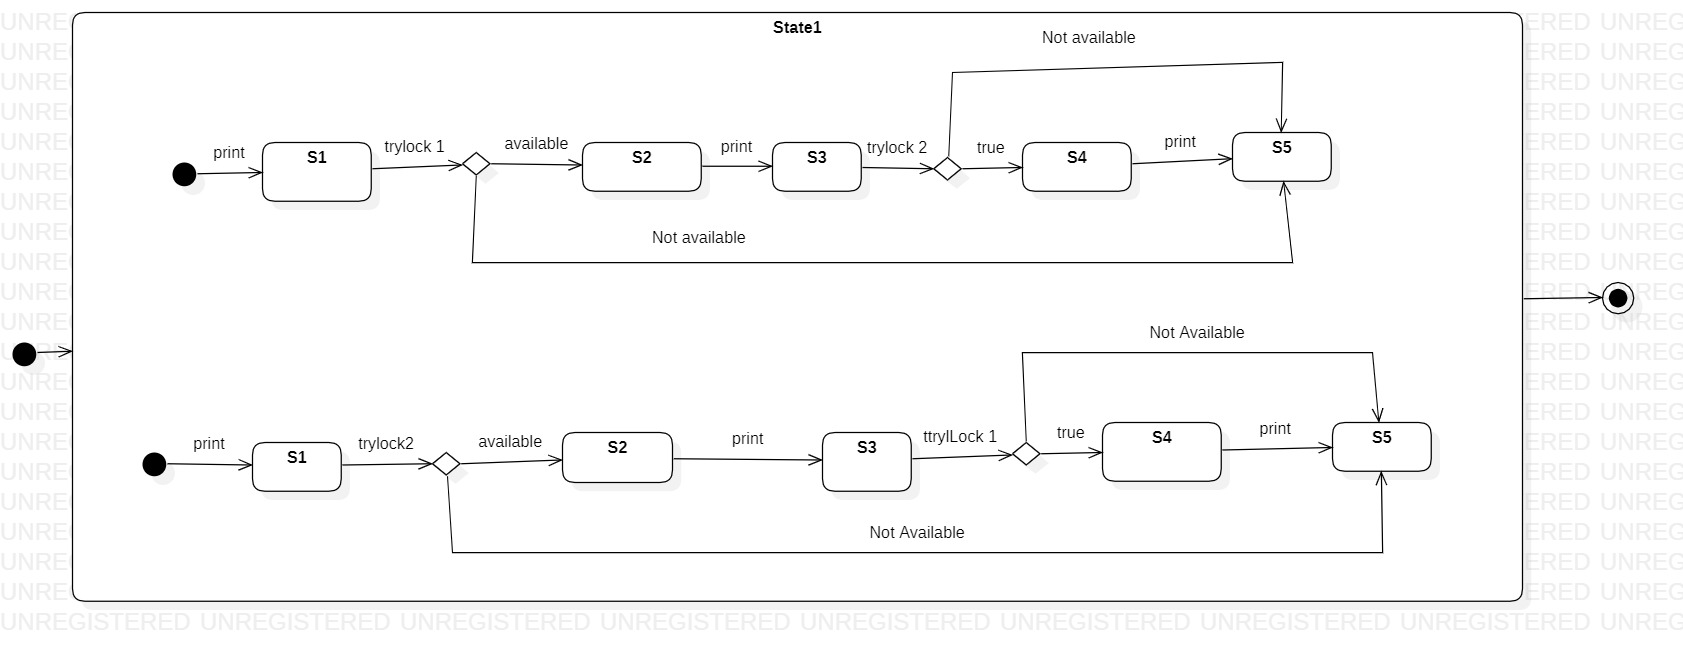 State1
Not available
print
trylock 1
available
print
trylock 2
true
print
S1
S2
S3
S4
S5
Not available
Not Available
print
trylock2
available
print
ttrylLock 1
true
print
S1
S2
S3
S4
S5
Not Available
UNREGISTERED UNREGISTERED UNREGISTERED UNREGISTERED UNREGISTERED UNREGISTERED UNREGISTERED UNREGISTERED UNREG